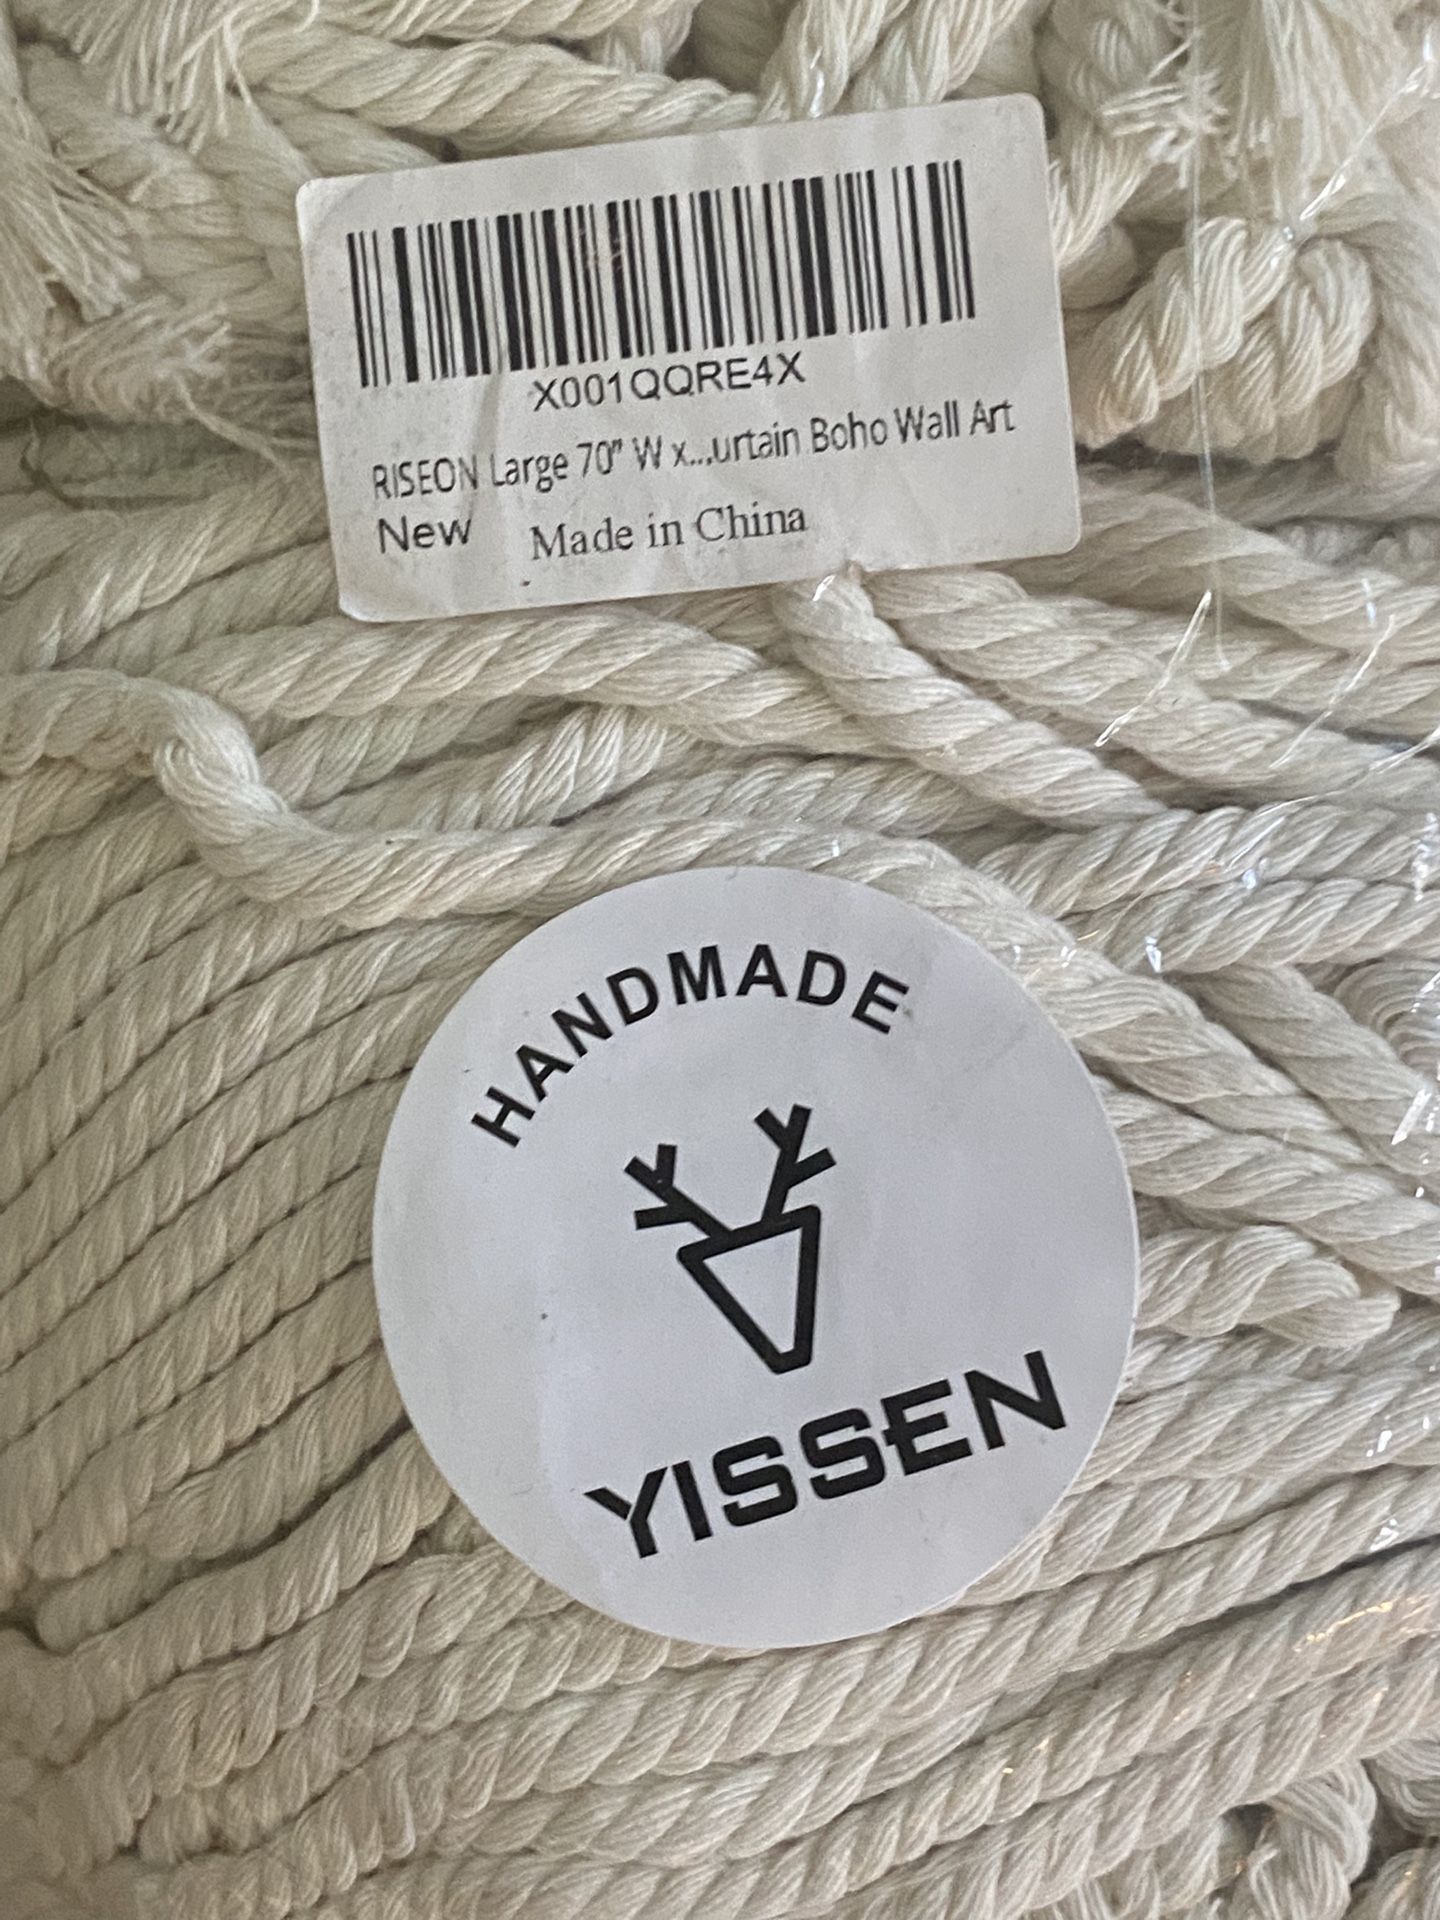 X001QQRE4X
RISEON Large 70" W x...urtain Boho Wall Art
New Made in China
HANDMADE
YISSEN